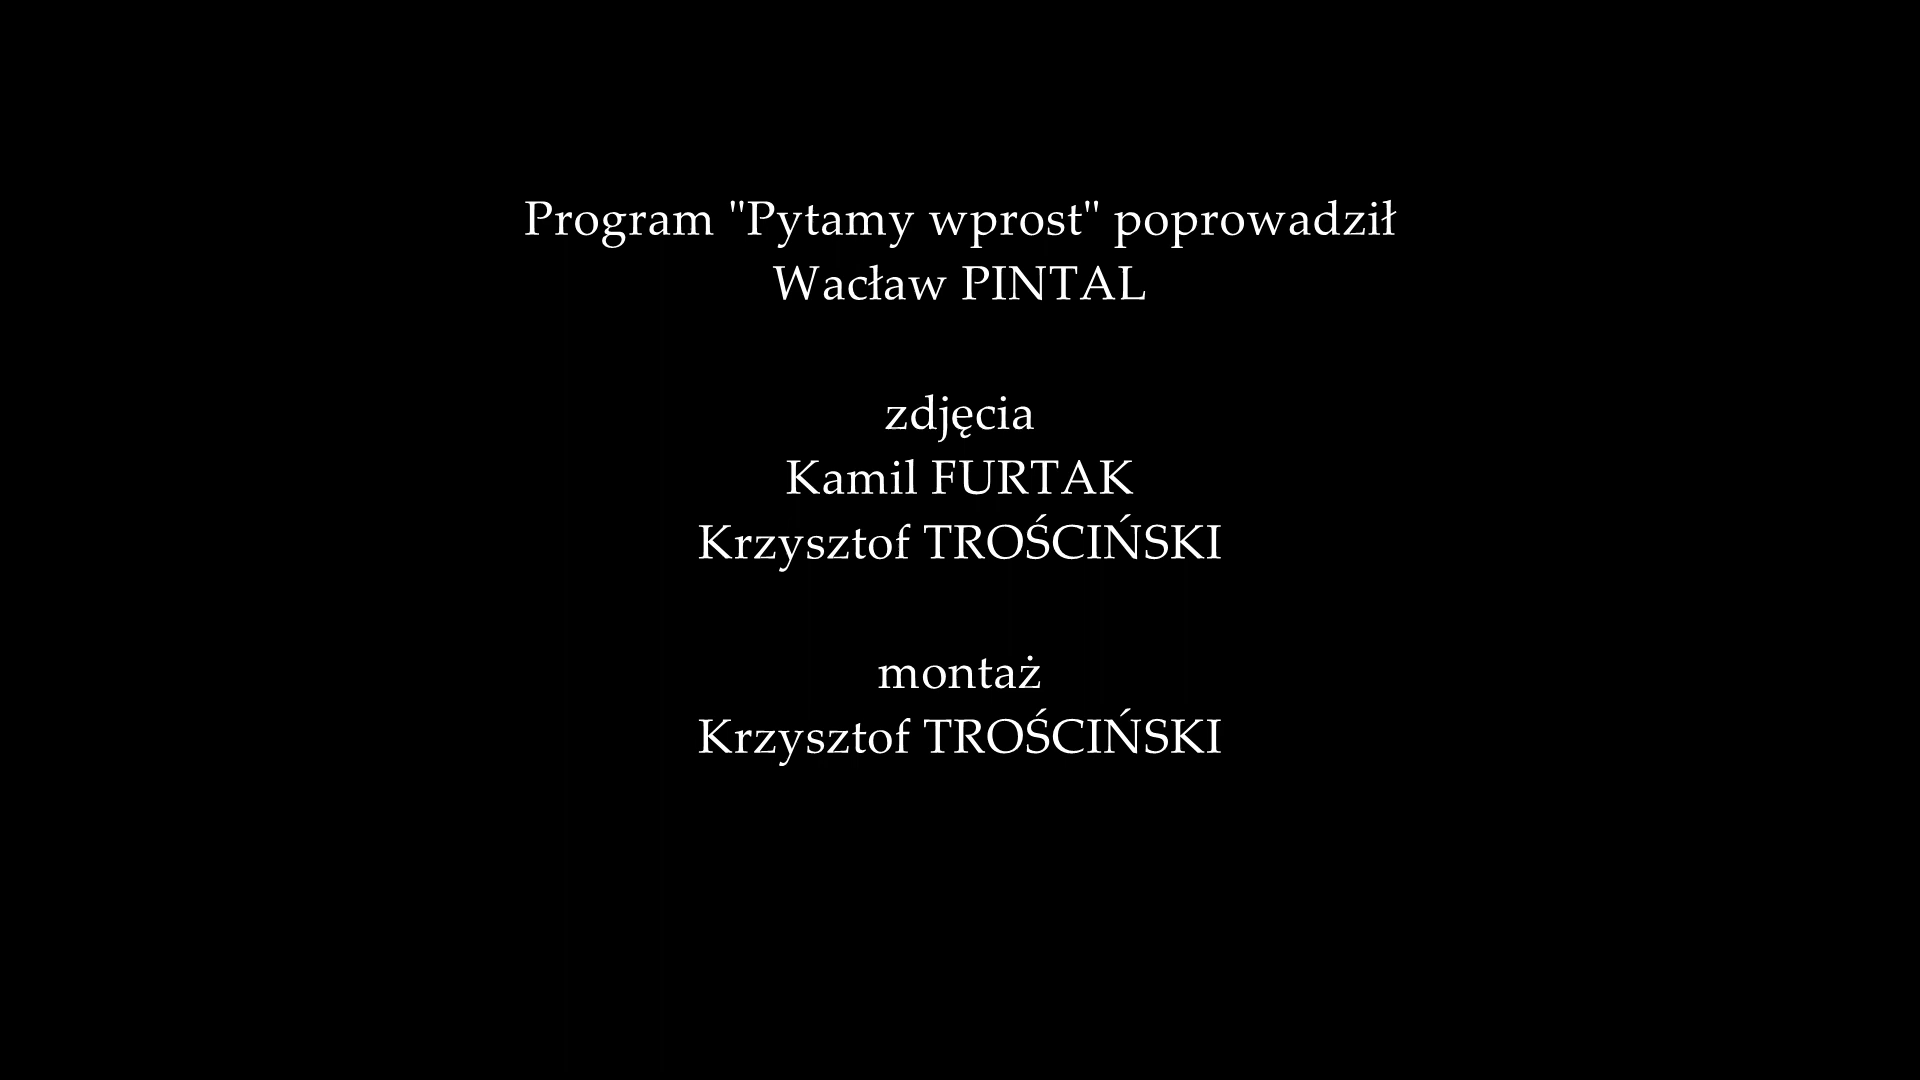 Program "Pytamy wprost" poprowadził
Wacław PINTAL
zdjęcia
Kamil FURTAK
Krzysztof TROŚCIŃSKI
montaż
Krzysztof TROŚCIŃSKI